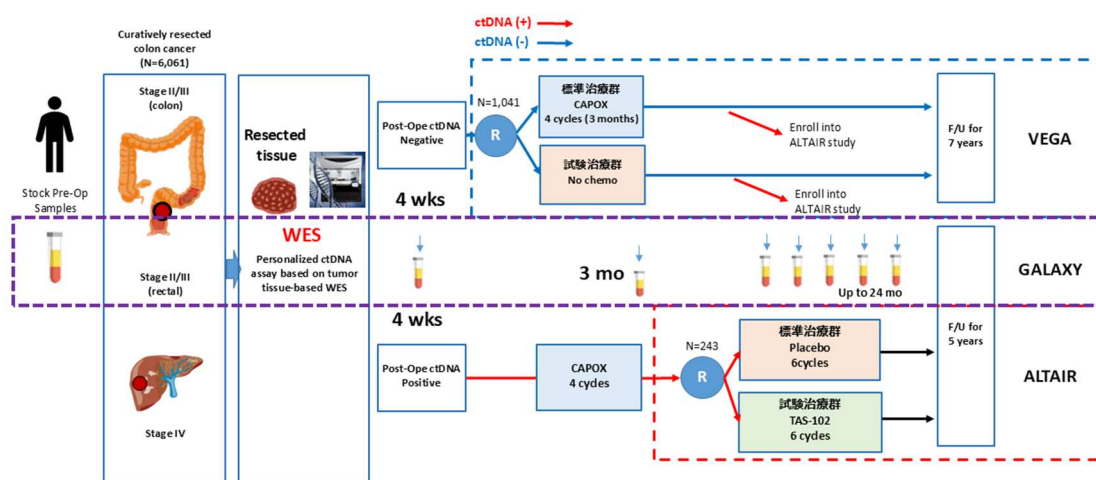 ctDNA (+)
ctDNA (-)
Curatively resected
colon cancer
(N=6,061)
Stage II/III
(colon)
Stock Pre-Op
Samples
Stage II/III
(rectal)
Stage IV
Resected
tissue
WES
Personalized ctDNA
assay based on tumor
tissue-based WES
Post-Ope ctDNA
Negative
4 wks
N=1,041
R
標準治療群
CAPOX
4 cycles (3 months)
試験治療群
No chemo
Enroll into
ALTAIR study
Enroll into
ALTAIR study
F/U for
7 years
VEGA
3 mo
Up to 24 mo
GALAXY
4 wks
Post-Ope ctDNA
Positive
CAPOX
4 cycles
N=243
R
標準治療群
Placebo
6cycles
試験治療群
TAS-102
6 cycles
F/U for
5 years
ALTAIR